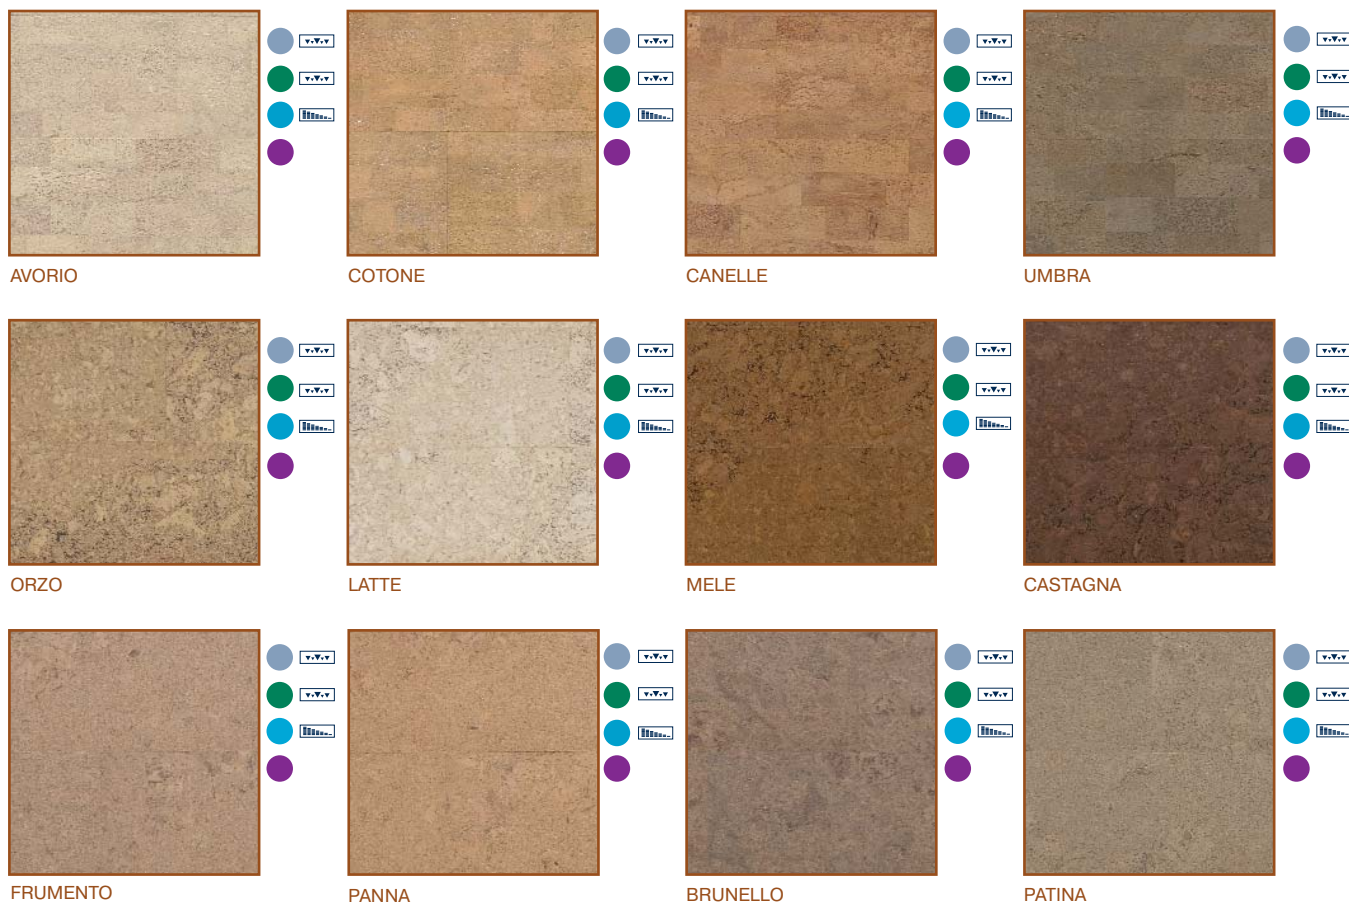 AVORIO
COTONE
CANELLE
UMBRA
ORZO
LATTE
MELE
CASTAGNA
FRUMENTO
PANNA
BRUNELLO
PATINA